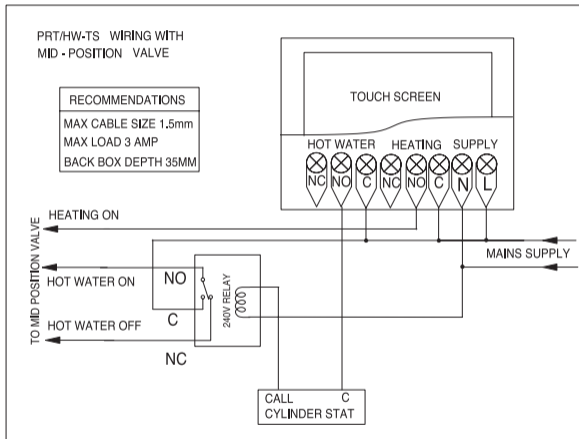 PRT/HW-TS WIRING WITH
MID - POSITION VALVE
RECOMMENDATIONS
MAX CABLE SIZE 1.5mm
MAX LOAD 3 AMP
BACK BOX DEPTH 35MM
TOUCH SCREEN
HOT WATER HEATING SUPPLY
NC NO C NC NO C N L
HEATING ON
MAINS SUPPLY
TO MID POSITION VALVE
HOT WATER ON
NO
240V RELAY
C
HOT WATER OFF
NC
CALL C
CYLINDER STAT